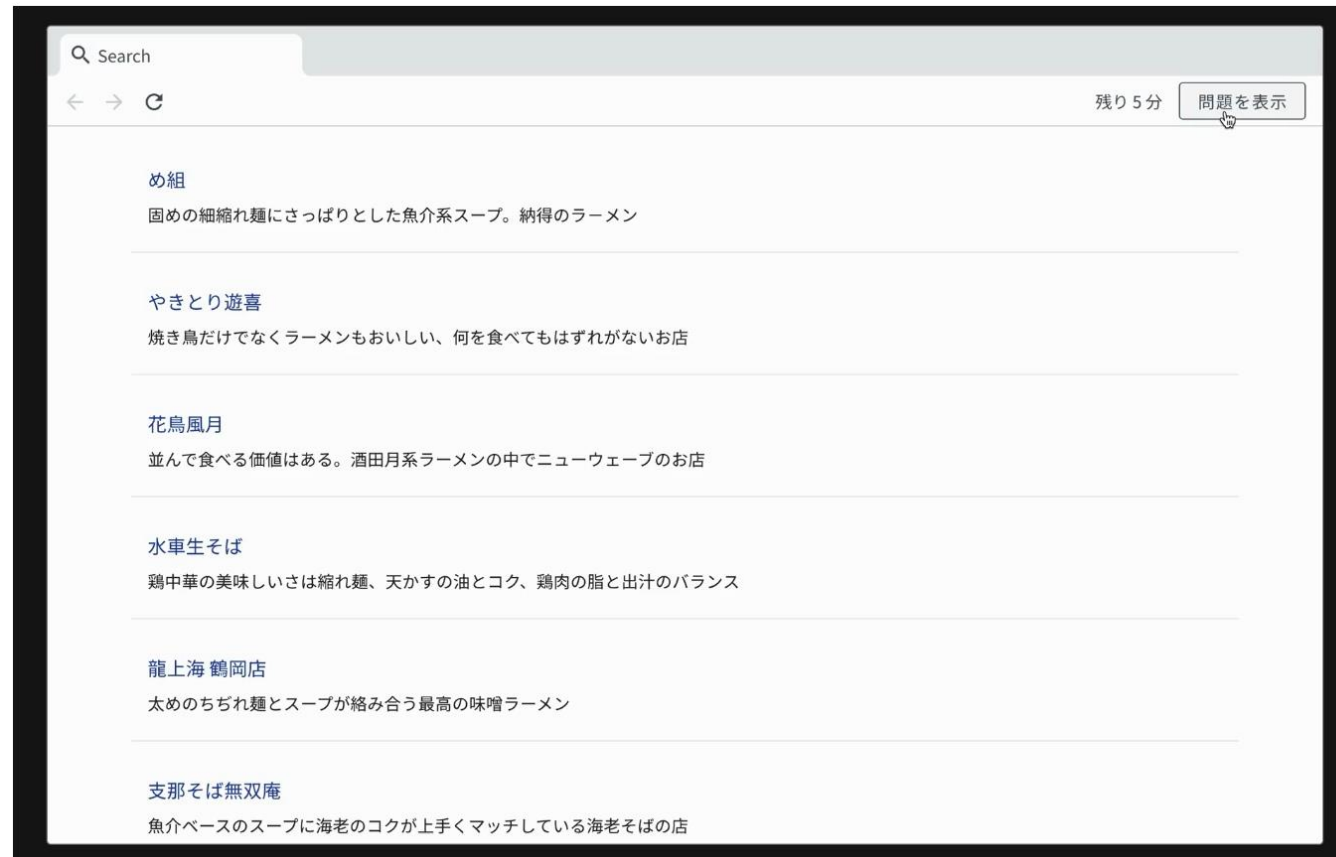 Search
残り5分 問題を表示
め組
固めの細縮れ麺にさっぱりとした魚介系スープ。納得のラーメン
やきとり遊喜
焼き鳥だけでなくラーメンもおいしい、何を食べてもはずれがないお店
花鳥風月
並んで食べる価値はある。酒田月系ラーメンの中でニューウェーブのお店
水車生そば
鶏中華の美味しいさは縮れ麺、天かすの油とコク、鶏肉の脂と出汁のバランス
龍上海 鶴岡店
太めのちぢれ麺とスープが絡み合う最高の味噌ラーメン
支那そば無双庵
魚介ベースのスープに海老のコクが上手くマッチしている海老そばの店